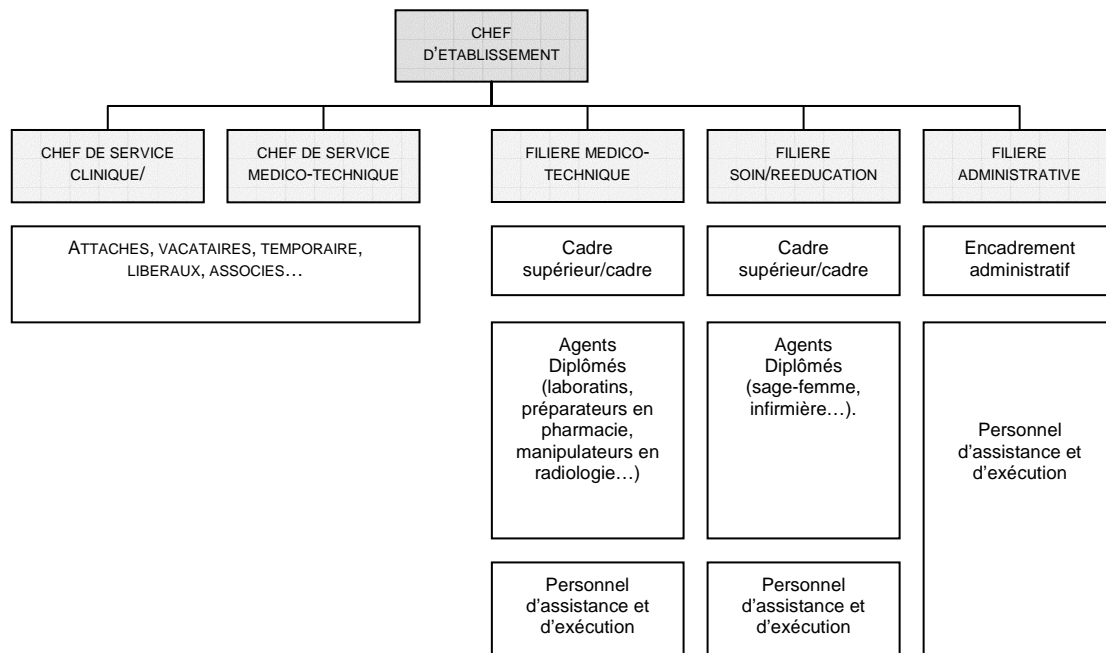 CHEF
D'ETABLISSEMENT
CHEF DE SERVICE
CLINIQUE/
CHEF DE SERVICE
MEDICO-TECHNIQUE
FILIERE MEDICO-
TECHNIQUE
FILIERE
SOIN/REEDUCATION
FILIERE
ADMINISTRATIVE
ATTACHES, VACATAIRES, TEMPORAIRE,
LIBERAUX, ASSOCIES…
Cadre
supérieur/cadre
Cadre
supérieur/cadre
Encadrement
administratif
Agents
Diplômés
(laboratins,
préparateurs en
pharmacie,
manipulateurs en
radiologie…)
Agents
Diplômés
(sage-femme,
infirmière…).
Personnel
d'assistance et
d'exécution
Personnel
d'assistance et
d'exécution
Personnel
d'assistance et
d'exécution